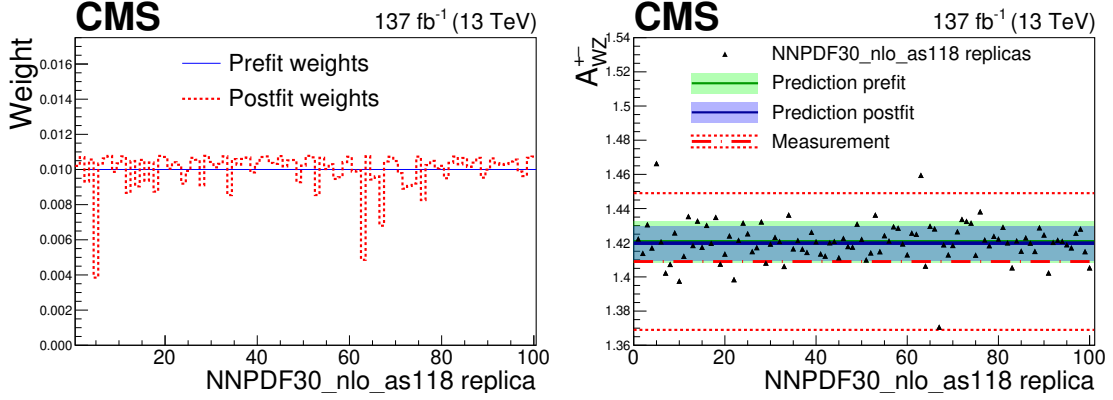 CMS
137 fb⁻¹ (13 TeV)
Weight
0.016
0.014
0.012
0.010
0.008
0.006
0.004
0.002
0.000
Prefit weights
Postfit weights
20
40
60
80
100
NNPDF30_nlo_as118 replica
CMS
137 fb⁻¹ (13 TeV)
1.54
1.52
1.5
1.48
1.46
1.44
1.42
1.4
1.38
1.36
NNPDF30_nlo_as118 replicas
Prediction prefit
Prediction postfit
Measurement
0
20
40
60
80
100
NNPDF30_nlo_as118 replica